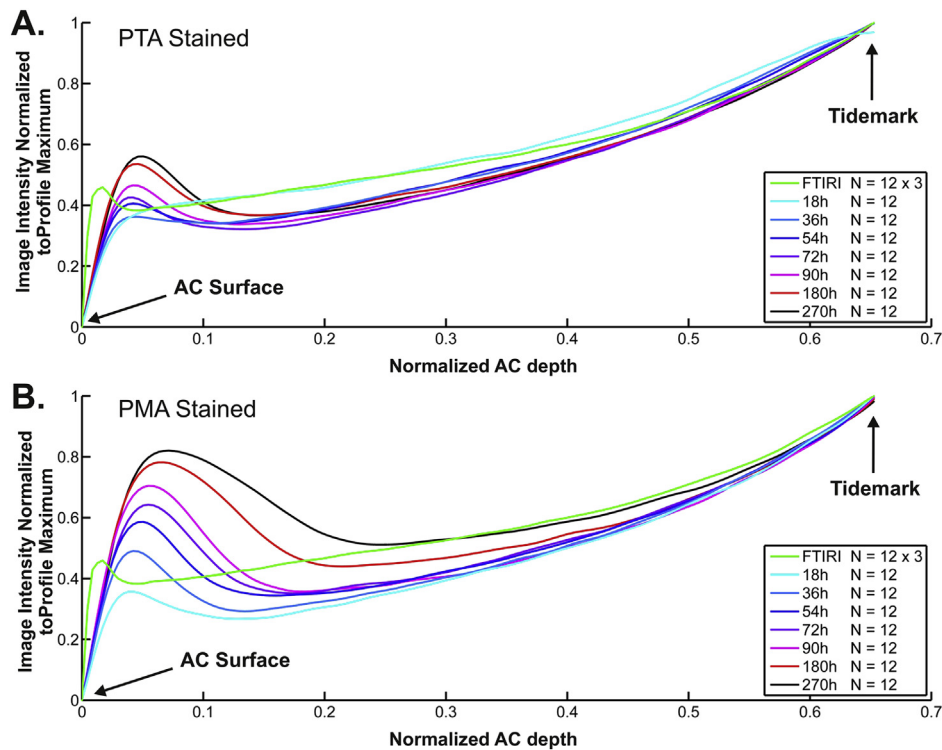 A.
PTA Stained
1
0.8
0.6
0.4
0.2
0
Image Intensity Normalized
toProfile Maximum
AC Surface
Tidemark
FTIRI N = 12 x 3
18h N = 12
36h N = 12
54h N = 12
72h N = 12
90h N = 12
180h N = 12
270h N = 12
0 0.1 0.2 0.3 0.4 0.5 0.6 0.7
Normalized AC depth
B.
PMA Stained
1
0.8
0.6
0.4
0.2
0
Image Intensity Normalized
toProfile Maximum
AC Surface
Tidemark
FTIRI N = 12 x 3
18h N = 12
36h N = 12
54h N = 12
72h N = 12
90h N = 12
180h N = 12
270h N = 12
0 0.1 0.2 0.3 0.4 0.5 0.6 0.7
Normalized AC depth